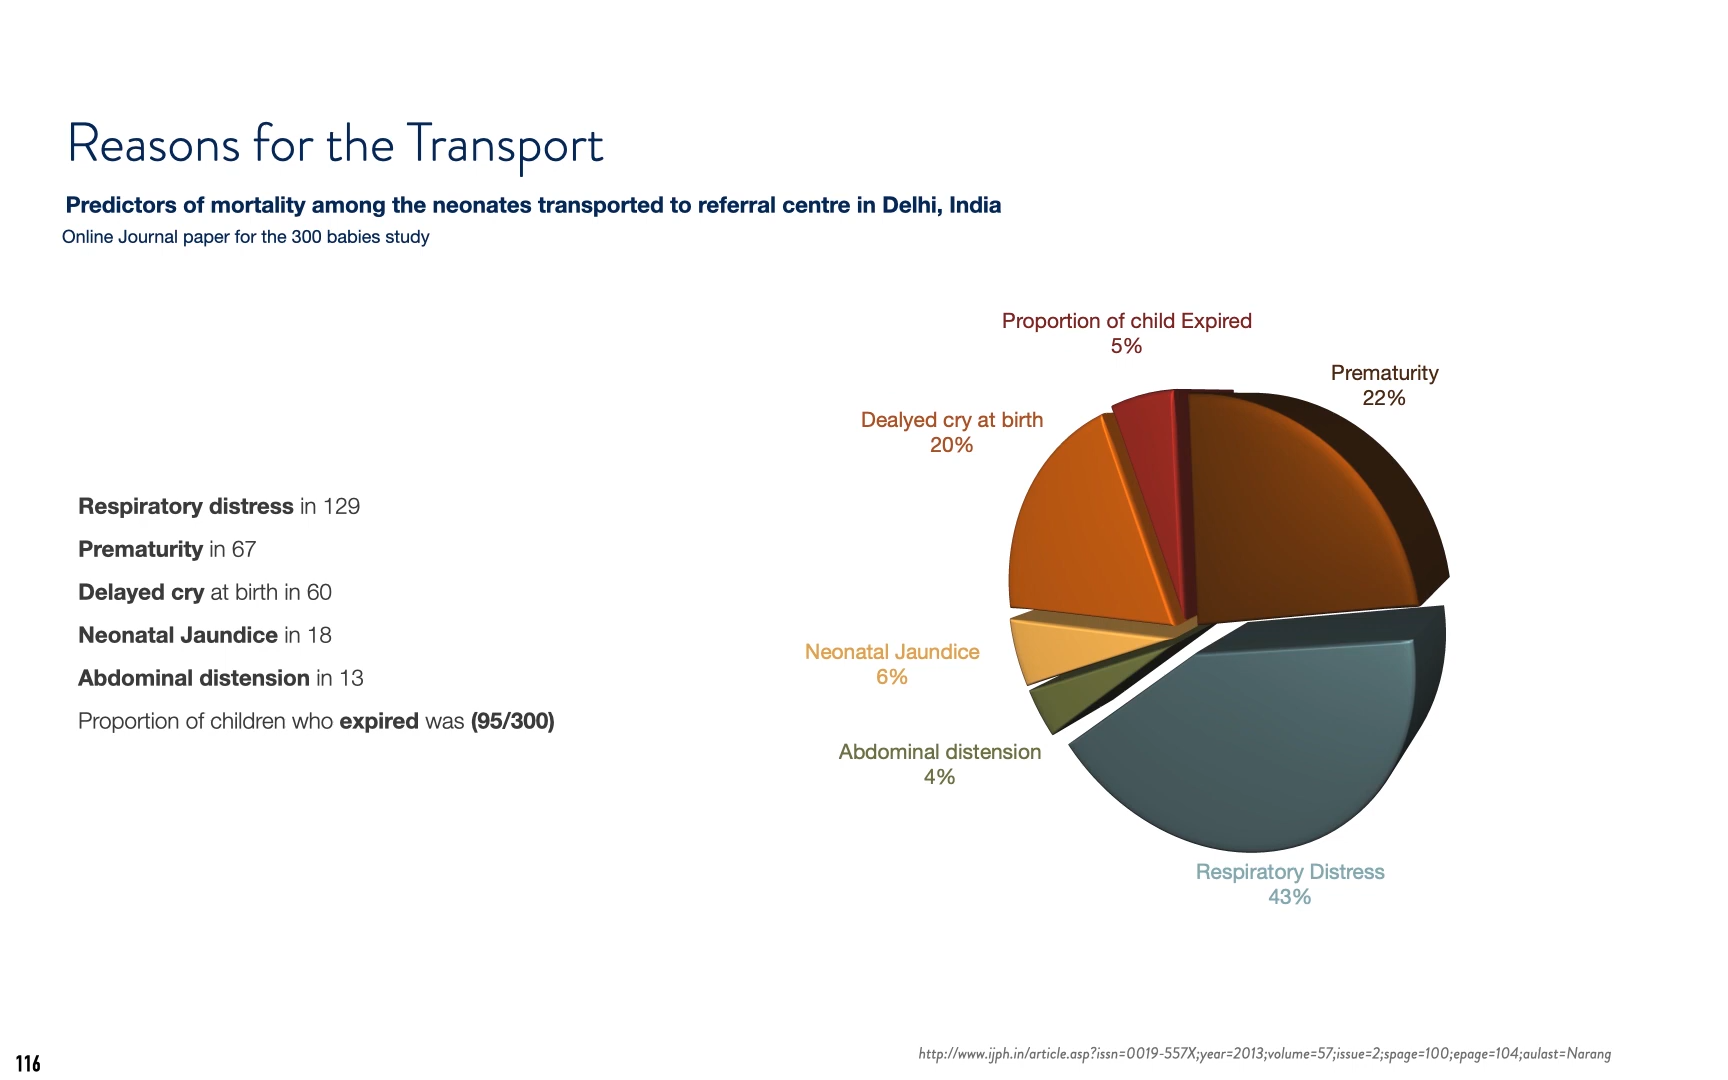 Reasons for the Transport
Predictors of mortality among the neonates transported to referral centre in Delhi, India
Online Journal paper for the 300 babies study
Respiratory distress in 129
Prematurity in 67
Delayed cry at birth in 60
Neonatal Jaundice in 18
Abdominal distension in 13
Proportion of children who expired was (95/300)
Proportion of child Expired
5%
Prematurity
22%
Dealyed cry at birth
20%
Neonatal Jaundice
6%
Abdominal distension
4%
Respiratory Distress
43%
116
http://www.ijph.in/article.asp?issn=0019-557X;year=2013;volume=57;issue=2;spage=100;epage=104;aulast=Narang